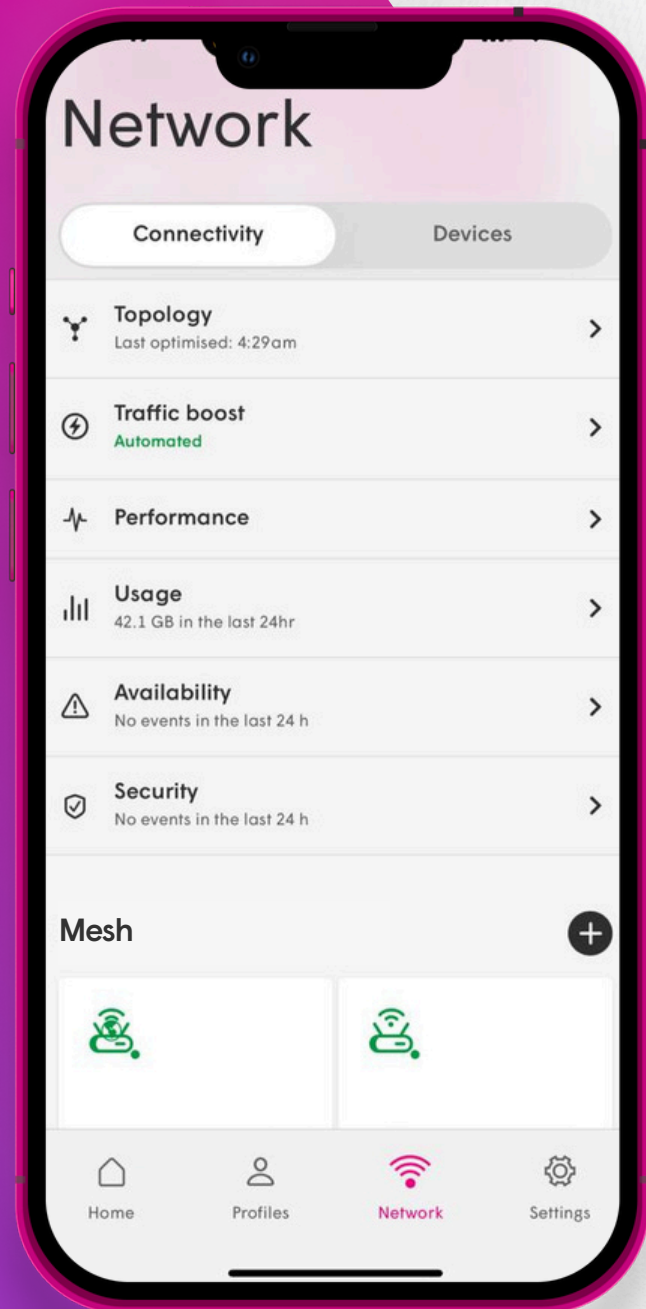 Network
Connectivity
Devices
Topology
Last optimised: 4:29am
Traffic boost
Automated
Performance
Usage
42.1 GB in the last 24hr
Availability
No events in the last 24 h
Security
No events in the last 24 h
Mesh
Home
Profiles
Network
Settings